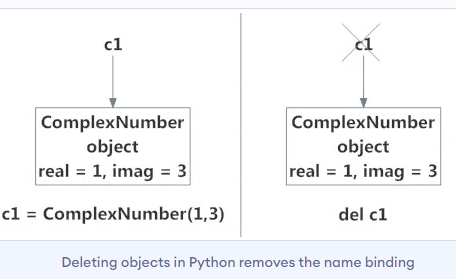 c1
ComplexNumber
object
real = 1, imag = 3
c1 = ComplexNumber(1,3)
c1
ComplexNumber
object
real = 1, imag = 3
del c1
Deleting objects in Python removes the name binding